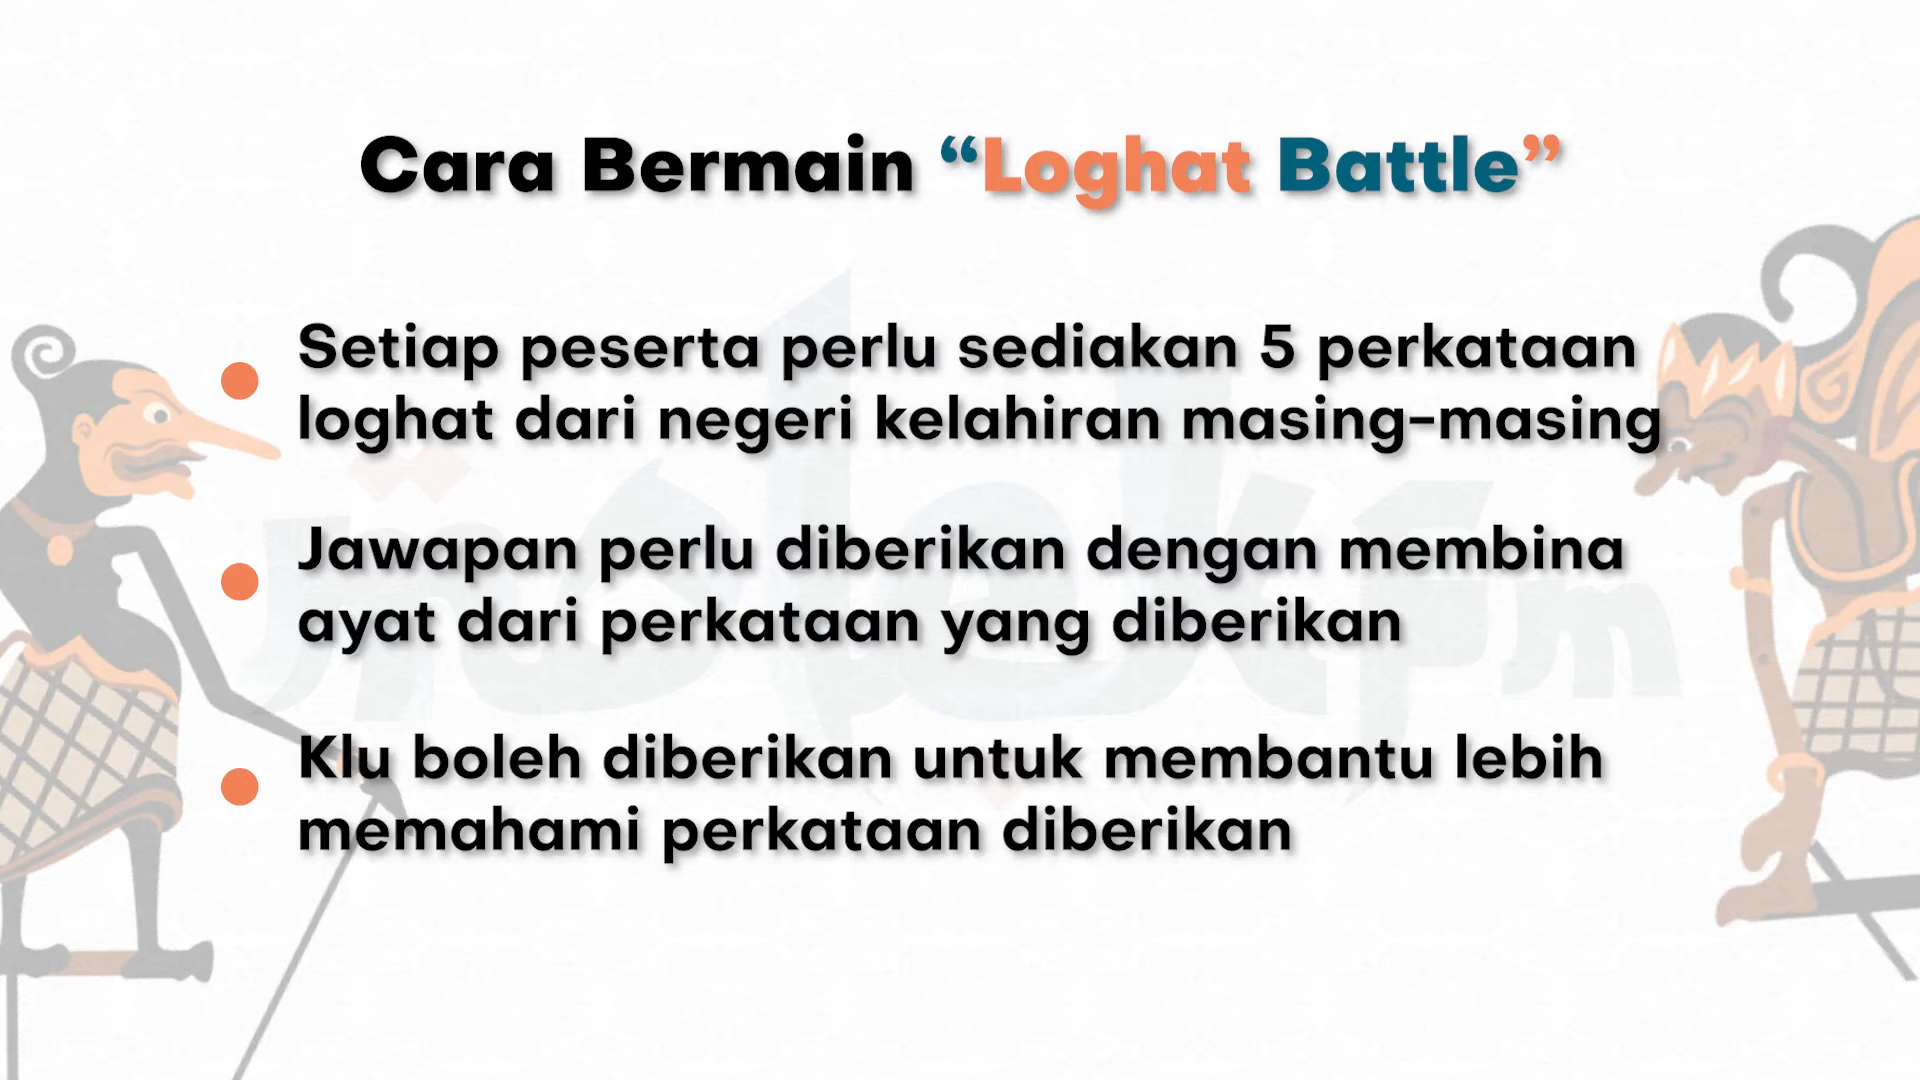 Cara Bermain “Loghat Battle”
Setiap peserta perlu sediakan 5 perkataan
loghat dari negeri kelahiran masing-masing
Jawapan perlu diberikan dengan membina
ayat dari perkataan yang diberikan
Klu boleh diberikan untuk membantu lebih
memahami perkataan diberikan